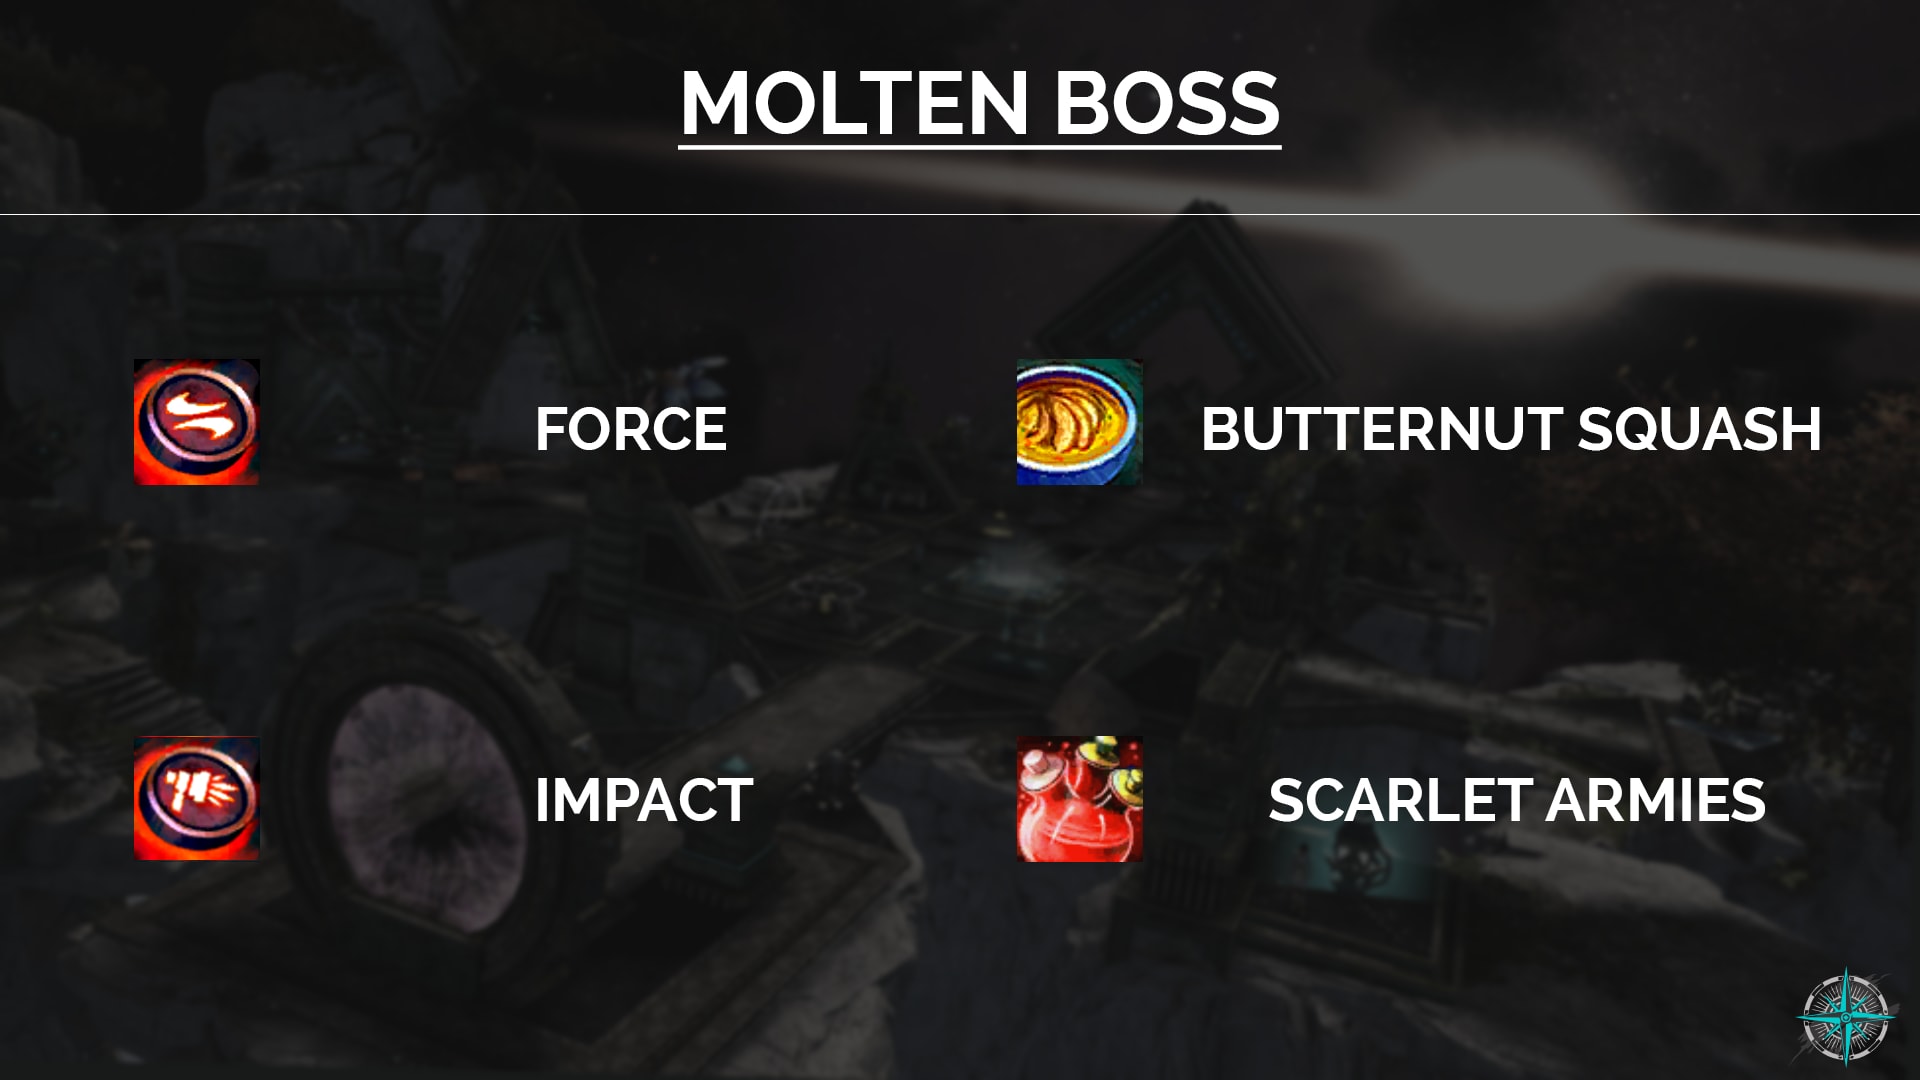 MOLTEN BOSS
FORCE
BUTTERNUT SQUASH
IMPACT
SCARLET ARMIES